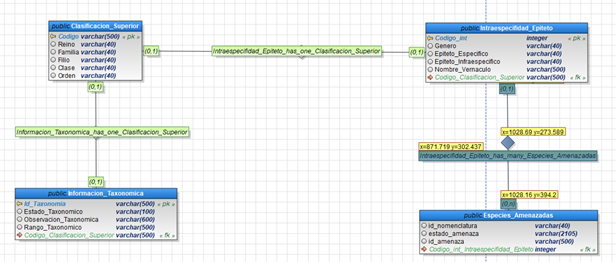 public Clasificacion_Superior
Codigo varchar(500) « pk »
Reino varchar(40)
Familia varchar(40)
Filio varchar(40)
Clase varchar(40)
Orden varchar(40)
(0,1)
Intraespecifidad_Epiteto_has_one_Clasificacion_Superior
(0,1)
public Intraespecifidad_Epiteto
Codigo_int integer « pk »
Genero varchar(40)
Epiteto_Especifico varchar(40)
Epiteto_Infraespecifico varchar(40)
Nombre_Vernaculo varchar(500)
Codigo_Clasificacion_Superior varchar(500) « fk »
(0,1)
(0,1)
Informacion_Taxonomica_has_one_Clasificacion_Superior
(0,1)
x=1028.69 y=273.589
x=871.719 y=302.437
Intraespecifidad_Epiteto_has_many_Especies_Amenazadas
x=1028.16 y=394.2
(0,n)
public Informacion_Taxonomica
Id_Taxonomia varchar(500) « pk »
Estado_Taxonomico varchar(100)
Observacion_Taxonomica varchar(600)
Rango_Taxonomico varchar(500)
Codigo_Clasificacion_Superior varchar(500) « fk »
public Especies_Amenazadas
id_nomenclatura varchar(40)
estado_amenaza varchar(2105)
id_amenaza varchar(500)
Codigo_int_Intraespecifidad_Epiteto integer « fk »